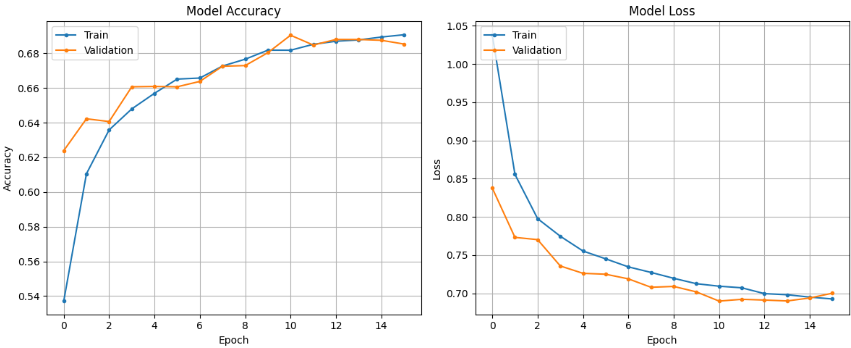 Model Accuracy
Train
Validation
0.68
0.66
0.64
0.62
0.60
0.58
0.56
0.54
Accuracy
0 2 4 6 8 10 12 14
Epoch
Model Loss
Train
Validation
1.05
1.00
0.95
0.90
0.85
0.80
0.75
0.70
Loss
0 2 4 6 8 10 12 14
Epoch